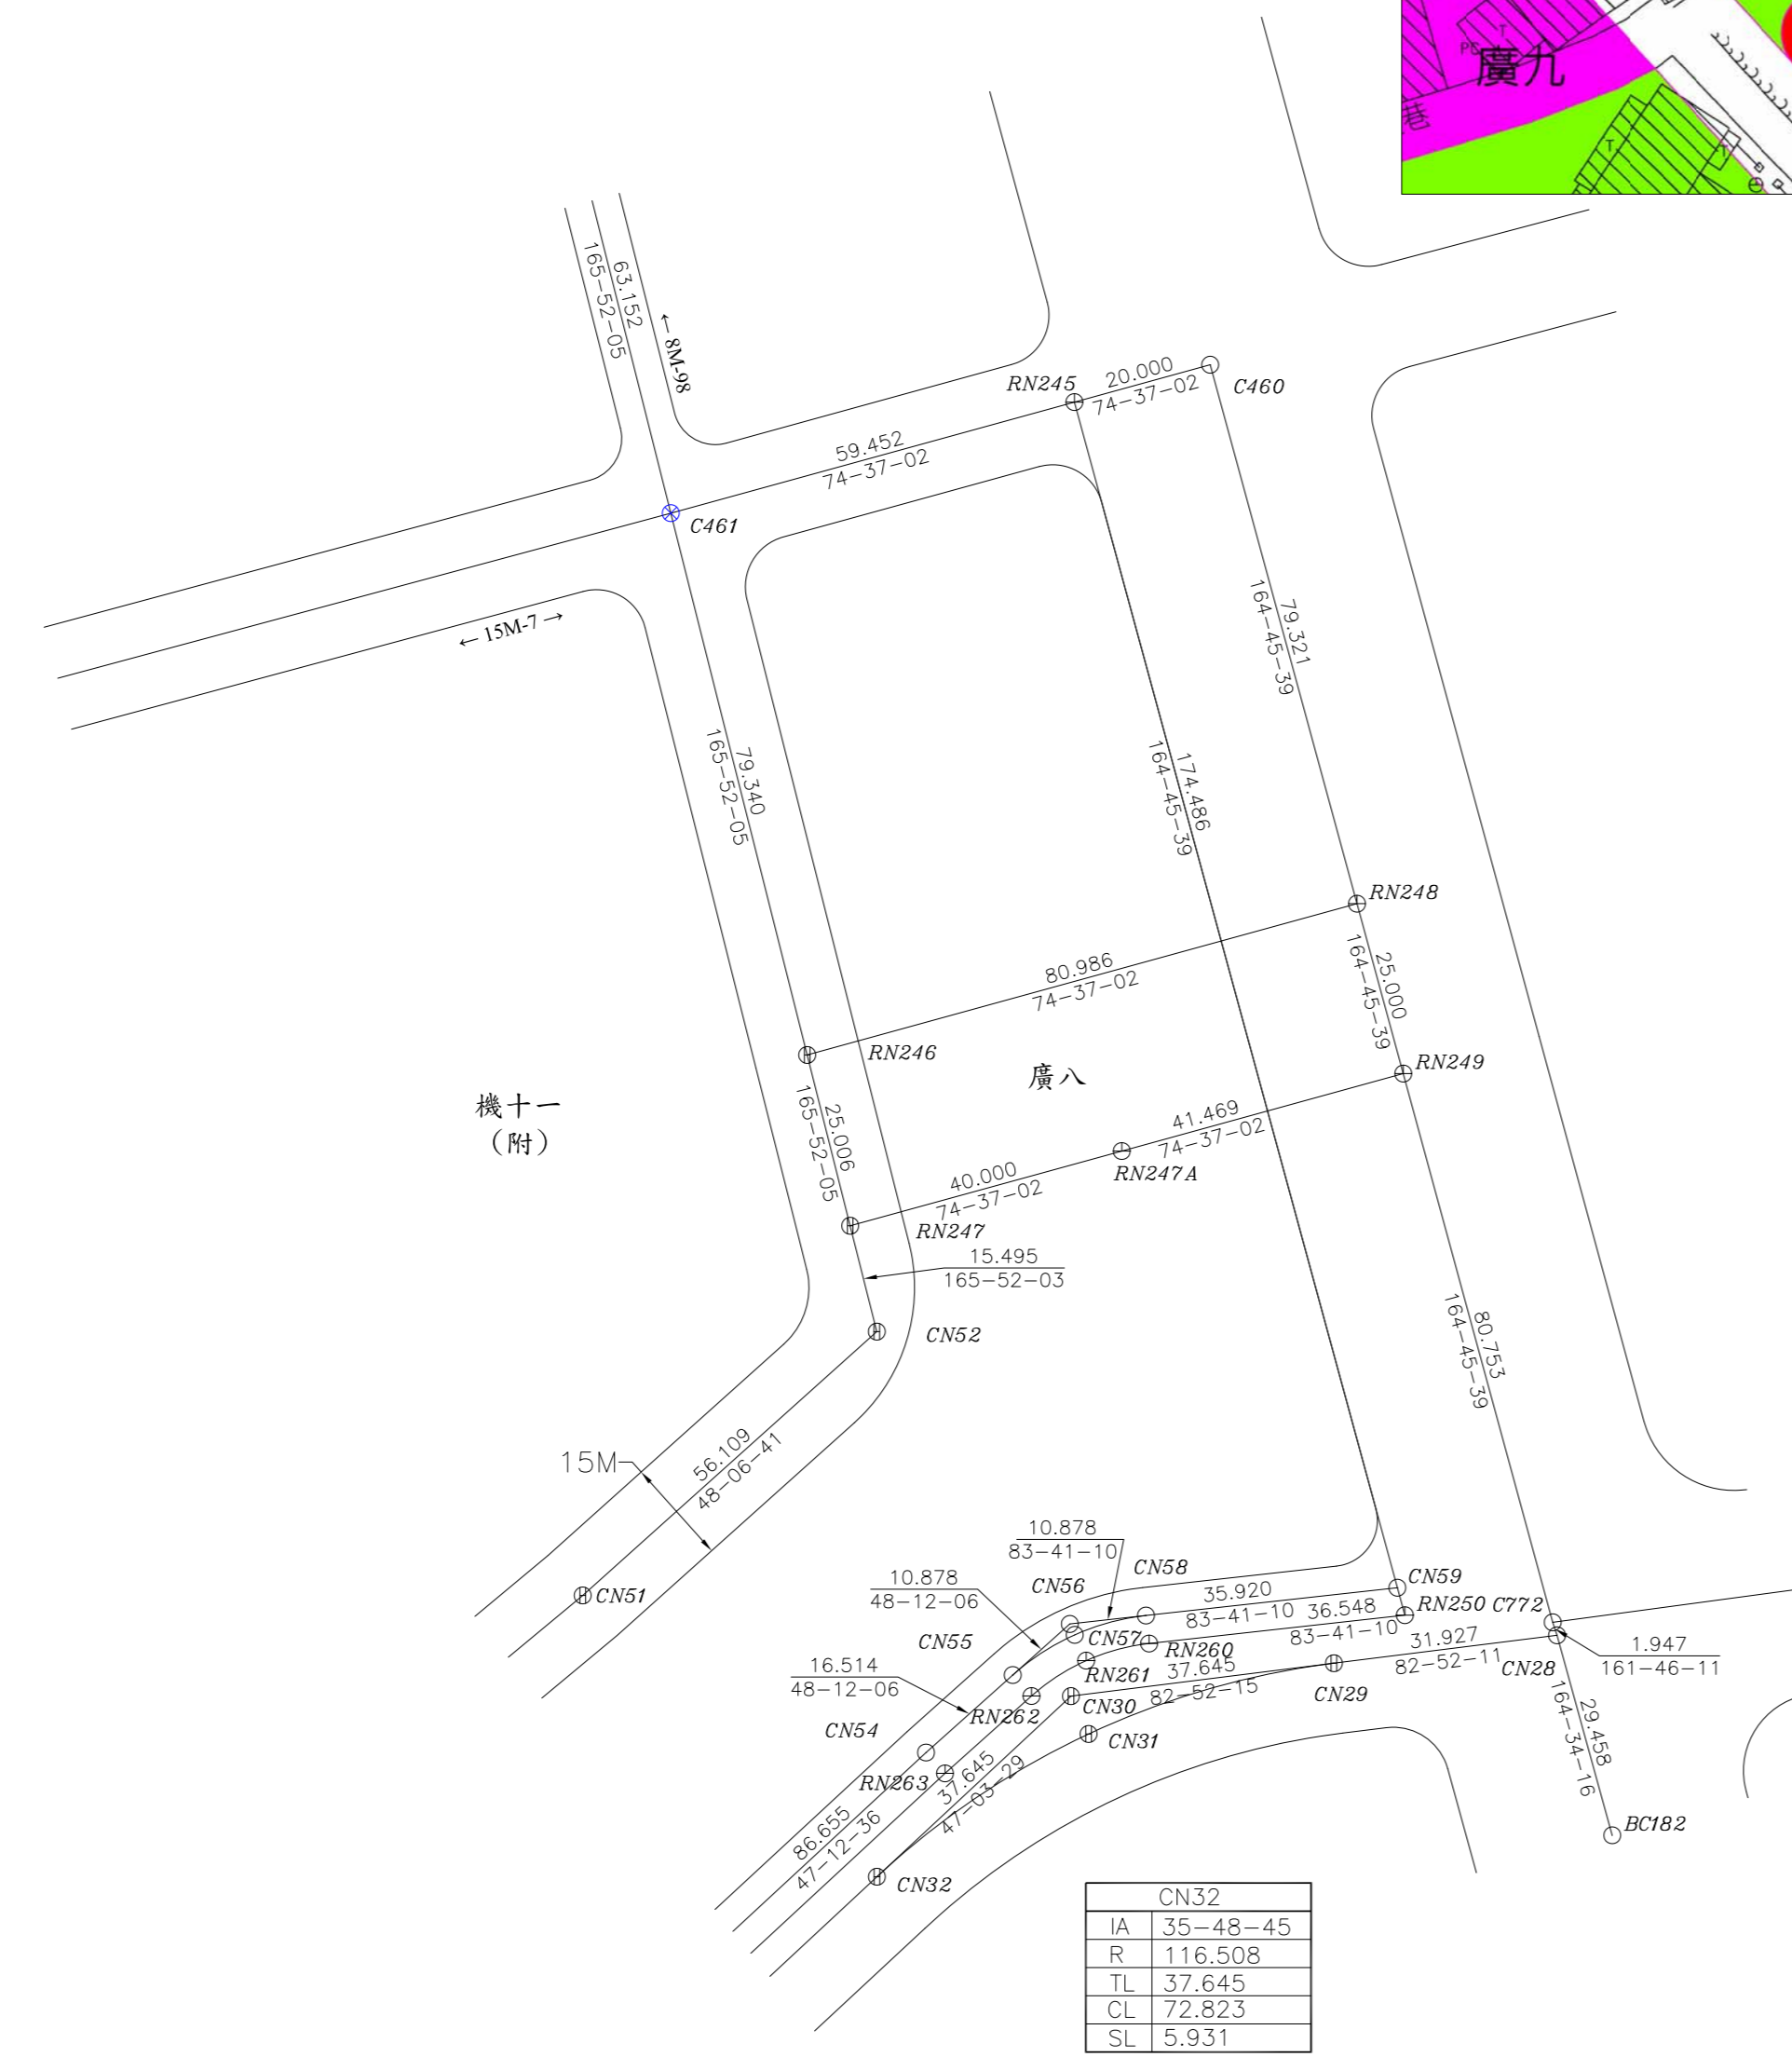 T
PC
廣九
巷
T
T
63.152
165-52-05
← 8M-98
RN245
20.000
74-37-02
C460
59.452
74-37-02
C461
← 15M-7 →
79.321
164-45-39
79.340
165-52-05
174.486
164-45-39
RN248
80.986
74-37-02
25.000
164-45-39
RN246
廣八
RN249
機十一
(附)
25.006
165-52-05
41.469
74-37-02
RN247A
40.000
74-37-02
RN247
15.495
165-52-03
CN52
80.753
164-45-39
15M
56.109
48-06-41
CN51
10.878
83-41-10
CN58
10.878
48-12-06
CN56
CN59
35.920
83-41-10
36.548
83-41-10
RN250
C772
CN55
CN57
RN260
31.927
82-52-11
1.947
161-46-11
16.514
48-12-06
RN261
37.645
82-52-15
CN28
CN29
RN262
CN30
CN54
CN31
29.458
164-34-16
RN263
37.645
47-03-29
86.655
47-12-36
BC182
CN32
CN32
IA 35-48-45
R 116.508
TL 37.645
CL 72.823
SL 5.931